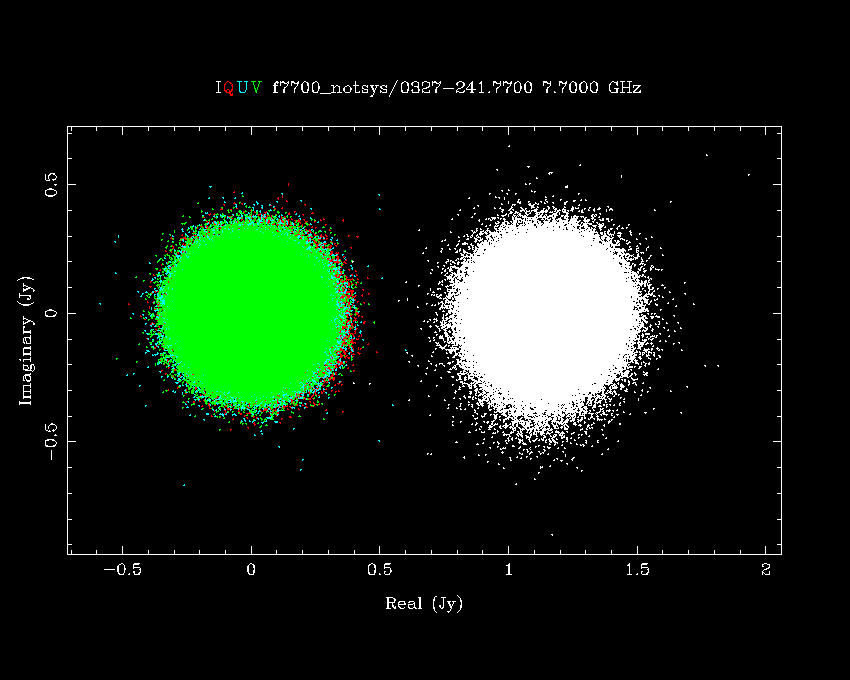 IQUV f7700_notsys/0327-241.7700 7.7000 GHz
0.5
0
-0.5
Imaginary (Jy)
-0.5 0 0.5 1 1.5 2
Real (Jy)